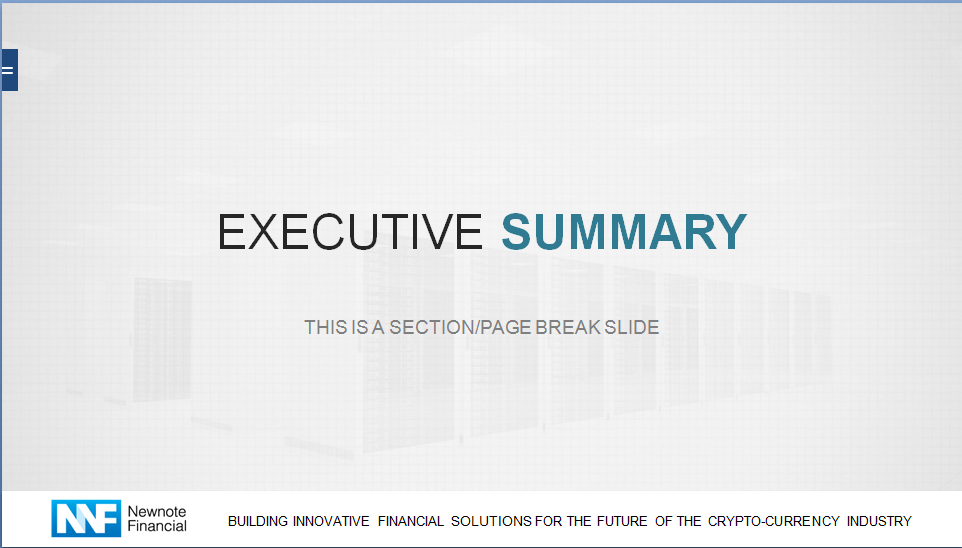 EXECUTIVE SUMMARY
THIS IS A SECTION/PAGE BREAK SLIDE
NNF
Newnote
Financial
BUILDING INNOVATIVE FINANCIAL SOLUTIONS FOR THE FUTURE OF THE CRYPTO-CURRENCY INDUSTRY